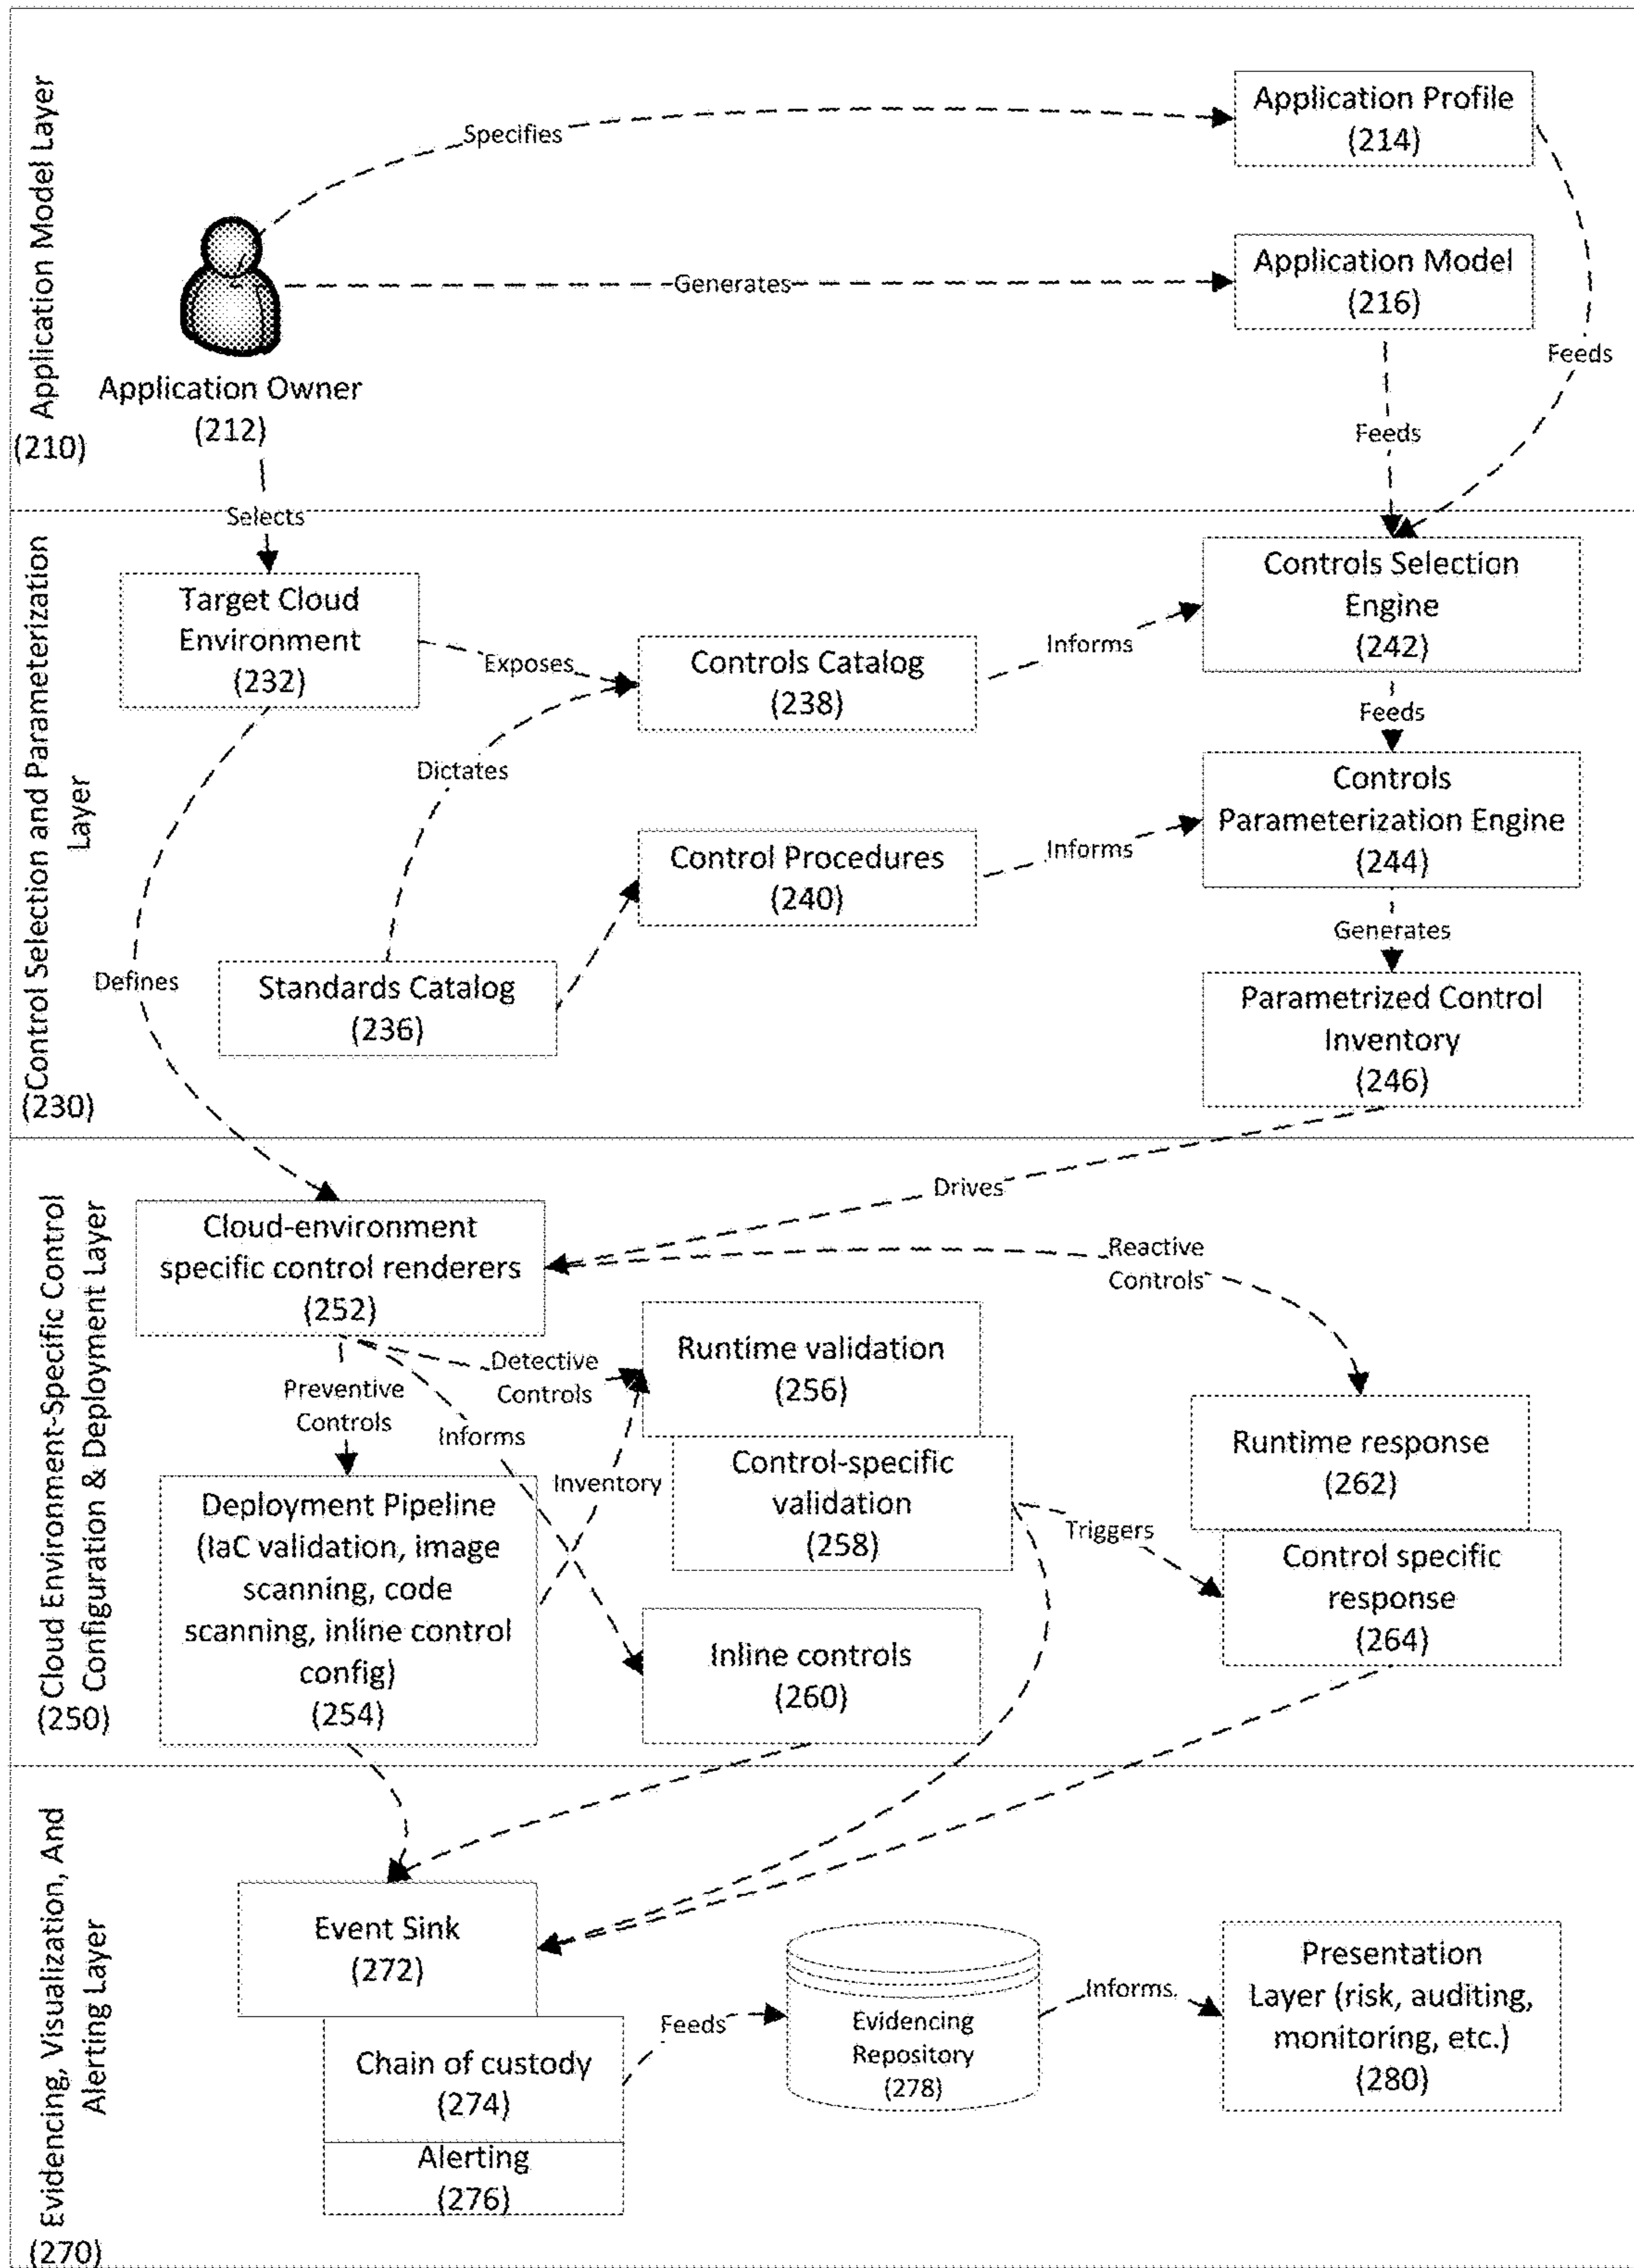 Application Model Layer
(210)
Application Profile
(214)
Specifies
Application Model
(216)
Generates
Feeds
Application Owner
(212)
Feeds
Selects
Control Selection and Parameterization
Layer
(230)
Target Cloud
Environment
(232)
Controls Selection
Engine
(242)
Exposes
Controls Catalog
(238)
Informs
Feeds
Dictates
Controls
Parameterization Engine
(244)
Control Procedures
(240)
Informs
Generates
Defines
Standards Catalog
(236)
Parametrized Control
Inventory
(246)
Drives
Cloud Environment-Specific Control
Configuration & Deployment Layer
(250)
Cloud-environment
specific control renderers
(252)
Reactive
Controls
Runtime validation
(256)
Detective
Controls
Preventive
Controls
Informs
Inventory
Control-specific
validation
(258)
Runtime response
(262)
Triggers
Deployment Pipeline
(IaC validation, image
scanning, code
scanning, inline control
config)
(254)
Control specific
response
(264)
Inline controls
(260)
Evidencing, Visualization, And
Alerting Layer
(270)
Event Sink
(272)
Chain of custody
(274)
Alerting
(276)
Feeds
Evidencing
Repository
(278)
Informs
Presentation
Layer (risk, auditing,
monitoring, etc.)
(280)